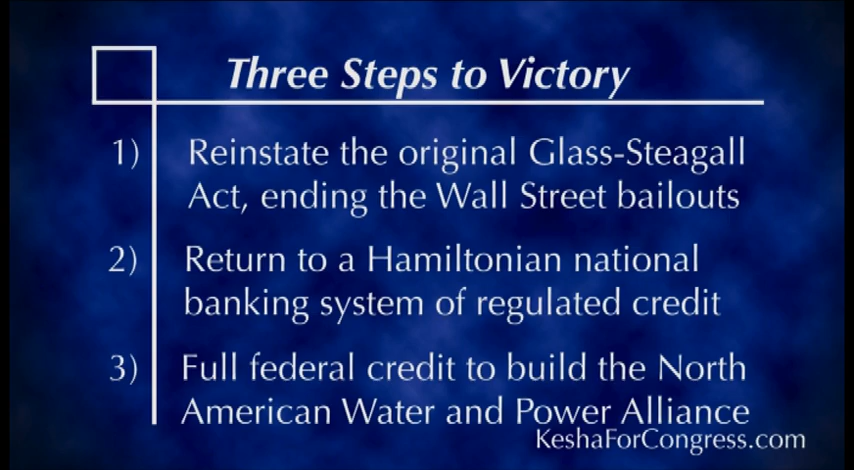 Three Steps to Victory
1) Reinstate the original Glass-Steagall
Act, ending the Wall Street bailouts
2) Return to a Hamiltonian national
banking system of regulated credit
3) Full federal credit to build the North
American Water and Power Alliance
KeshaForCongress.com